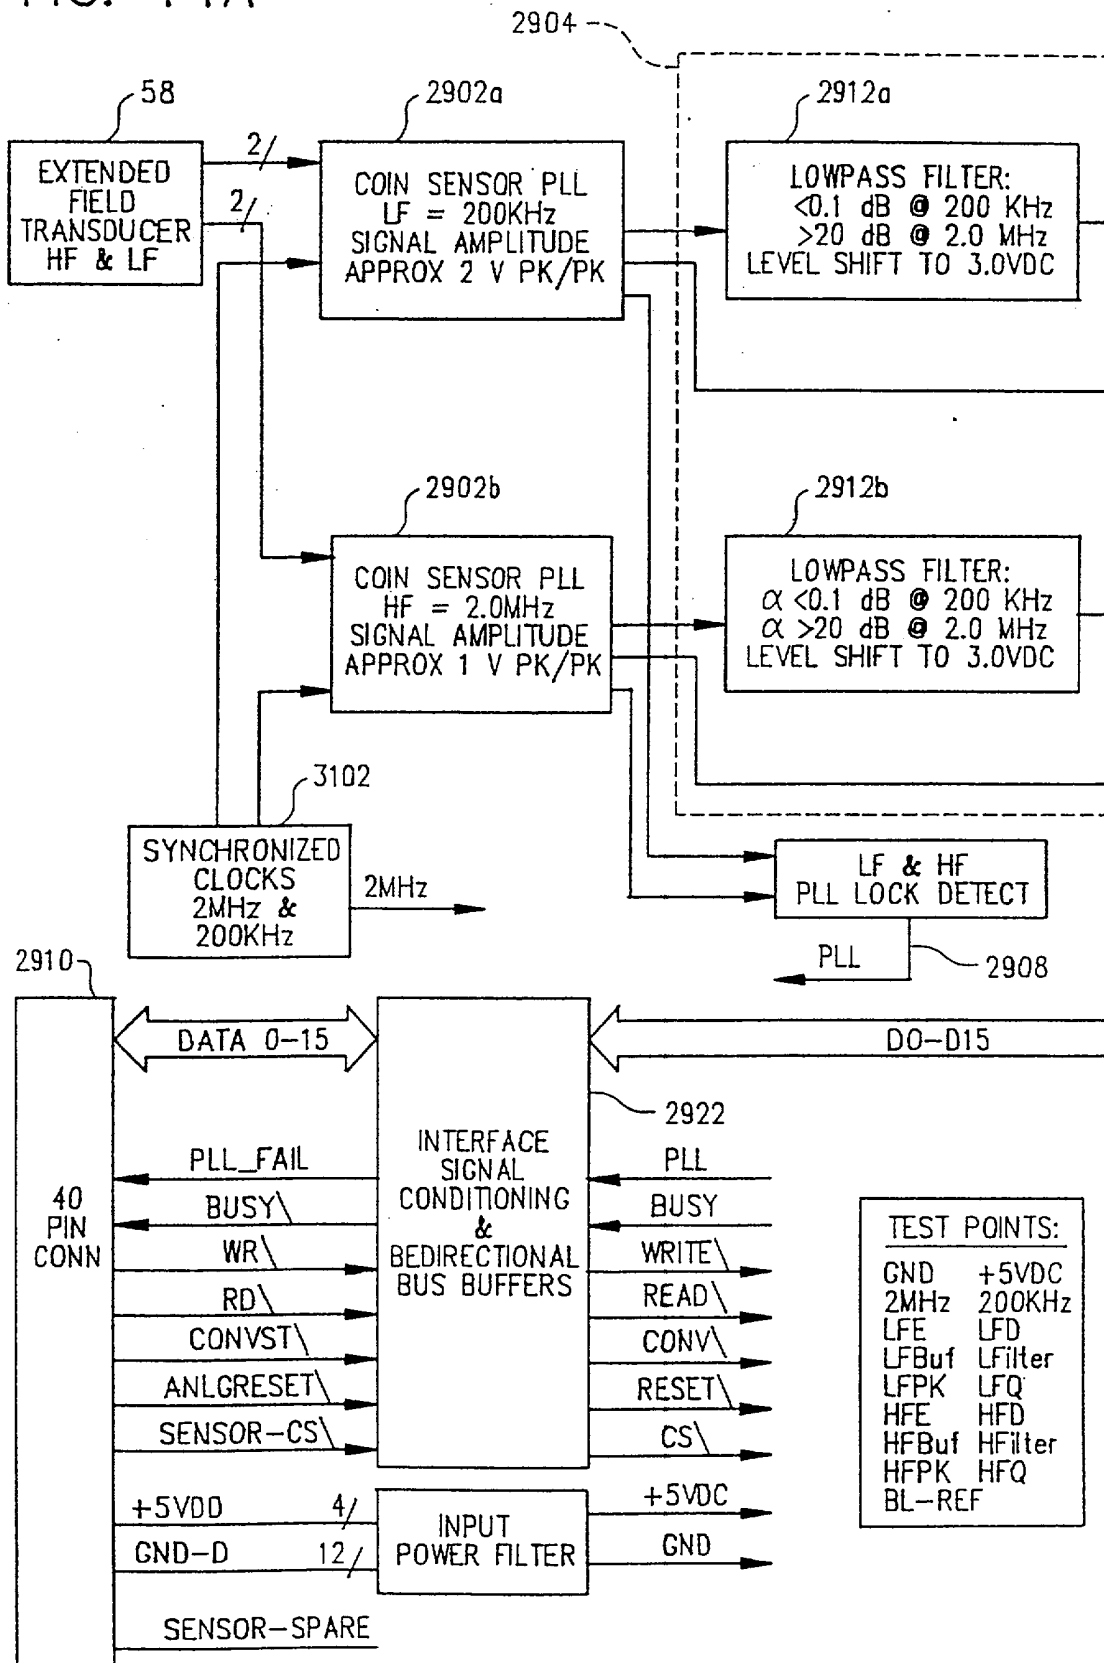 2904
58
2902a
2912a
EXTENDED
FIELD
TRANSDUCER
HF & LF
2/
2/
COIN SENSOR PLL
LF = 200KHz
SIGNAL AMPLITUDE
APPROX 2 V PK/PK
LOWPASS FILTER:
<0.1 dB @ 200 KHz
>20 dB @ 2.0 MHz
LEVEL SHIFT TO 3.0VDC
2902b
2912b
COIN SENSOR PLL
HF = 2.0MHz
SIGNAL AMPLITUDE
APPROX 1 V PK/PK
LOWPASS FILTER:
α <0.1 dB @ 200 KHz
α >20 dB @ 2.0 MHz
LEVEL SHIFT TO 3.0VDC
3102
SYNCHRONIZED
CLOCKS
2MHz &
200KHz
2MHz
LF & HF
PLL LOCK DETECT
PLL
2908
2910
DATA 0-15
DO-D15
2922
40
PIN
CONN
PLL_FAIL
BUSY\
WR\
RD\
CONVST\
ANLGRESET\
SENSOR-CS\
INTERFACE
SIGNAL
CONDITIONING
&
BEDIRECTIONAL
BUS BUFFERS
PLL
BUSY
WRITE\
READ\
CONV\
RESET\
CS\
TEST POINTS:
GND +5VDC
2MHz 200KHz
LFE LFD
LFBuf LFilter
LFPK LFQ
HFE HFD
HFBuf HFilter
HFPK HFQ
BL-REF
+5VDD 4/
GND-D 12/
INPUT
POWER FILTER
+5VDC
GND
SENSOR-SPARE